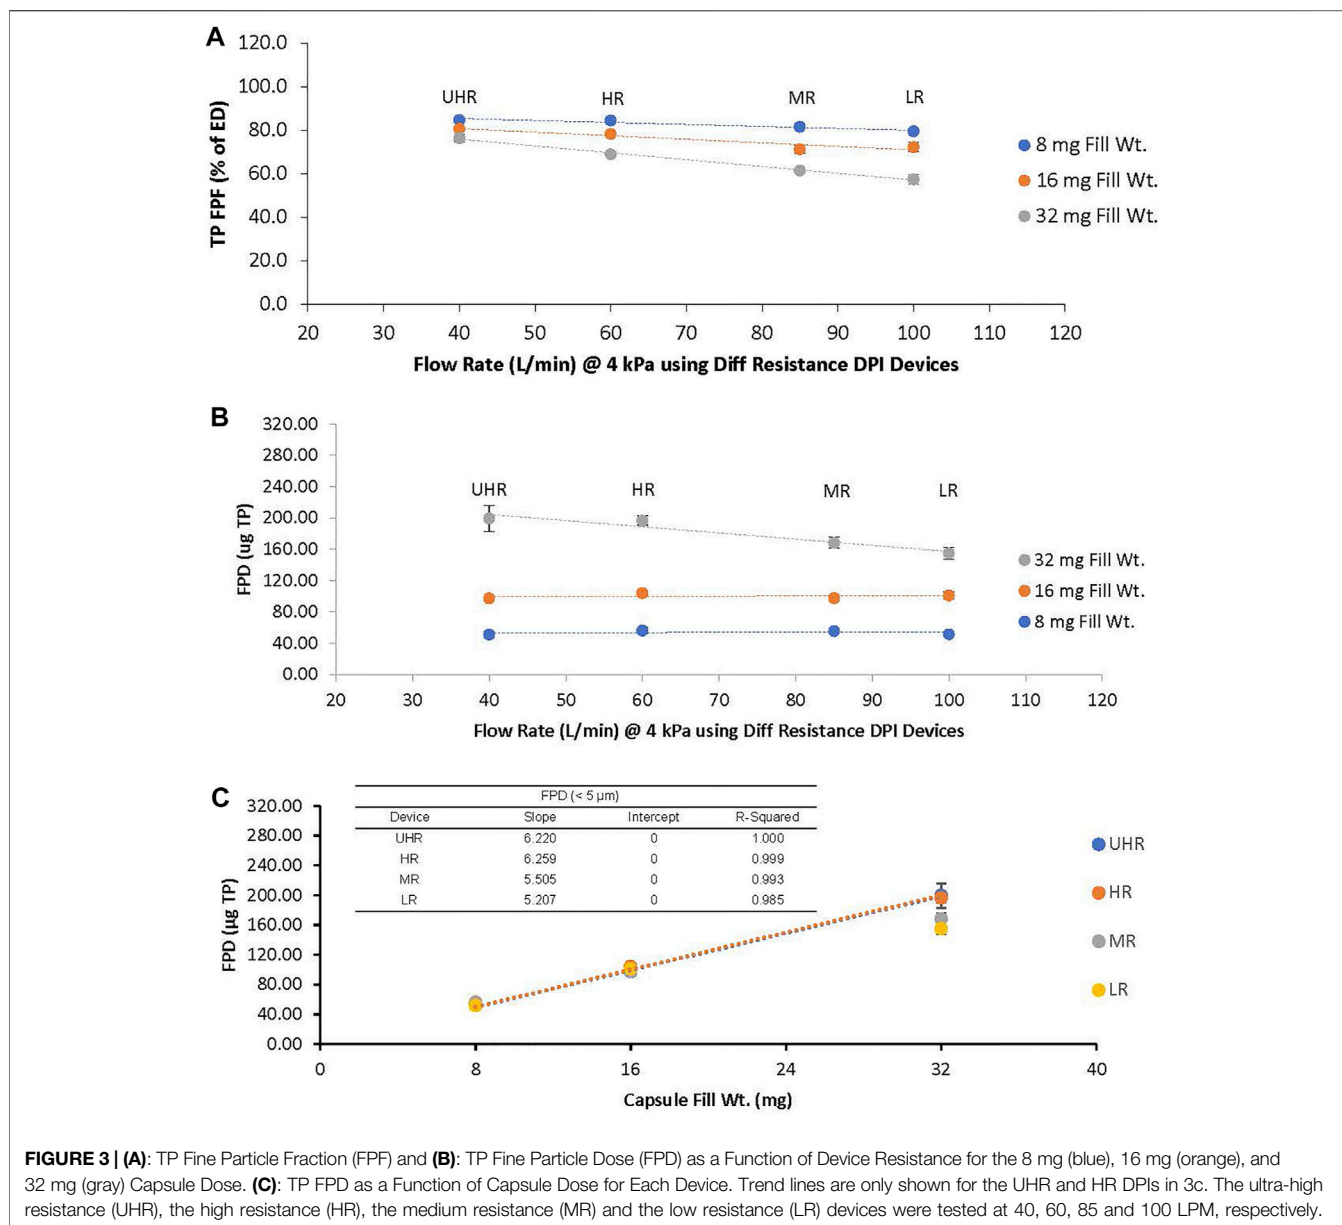 A
120.0
100.0
80.0
60.0
40.0
20.0
0.0
TP FPF (% of ED)
UHR HR MR LR
8 mg Fill Wt.
16 mg Fill Wt.
32 mg Fill Wt.
20 30 40 50 60 70 80 90 100 110 120
Flow Rate (L/min) @ 4 kPa using Diff Resistance DPI Devices
B
320.00
280.00
240.00
200.00
160.00
120.00
80.00
40.00
0.00
FPD (ug TP)
UHR HR MR LR
32 mg Fill Wt.
16 mg Fill Wt.
8 mg Fill Wt.
20 30 40 50 60 70 80 90 100 110 120
Flow Rate (L/min) @ 4 kPa using Diff Resistance DPI Devices
C
320.00
280.00
240.00
200.00
160.00
120.00
80.00
40.00
0.00
FPD (µg TP)
FPD (< 5 µm)
Device Slope Intercept R-Squared
UHR 6.220 0 1.000
HR 6.259 0 0.999
MR 5.505 0 0.993
LR 5.207 0 0.985
UHR
HR
MR
LR
0 8 16 24 32 40
Capsule Fill Wt. (mg)
FIGURE 3 | (A): TP Fine Particle Fraction (FPF) and (B): TP Fine Particle Dose (FPD) as a Function of Device Resistance for the 8 mg (blue), 16 mg (orange), and
32 mg (gray) Capsule Dose. (C): TP FPD as a Function of Capsule Dose for Each Device. Trend lines are only shown for the UHR and HR DPIs in 3c. The ultra-high
resistance (UHR), the high resistance (HR), the medium resistance (MR) and the low resistance (LR) devices were tested at 40, 60, 85 and 100 LPM, respectively.